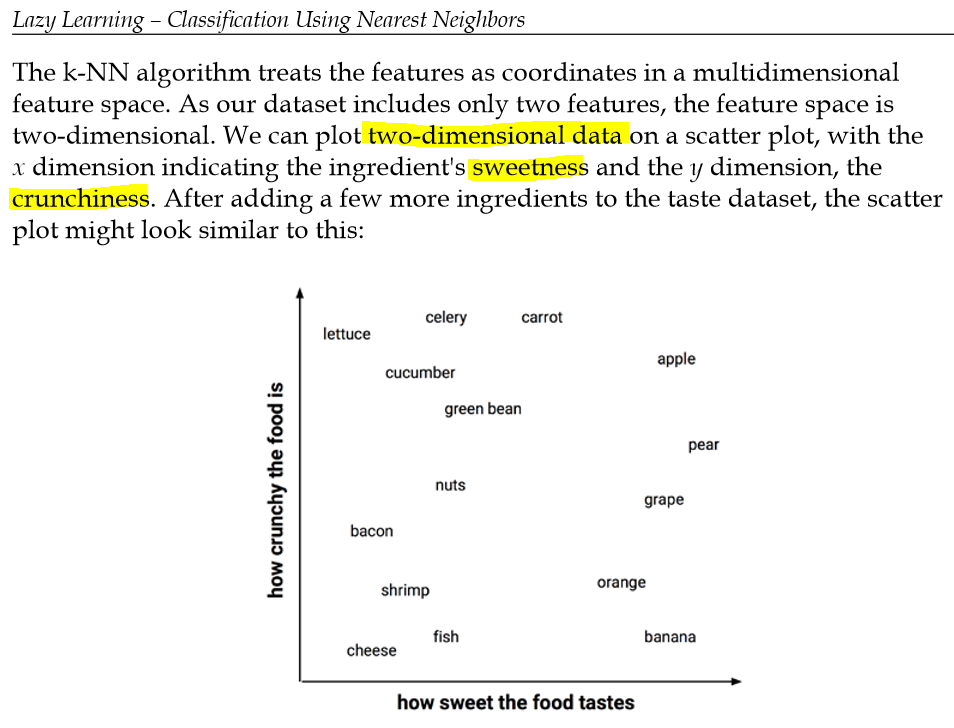 Lazy Learning – Classification Using Nearest Neighbors
The k-NN algorithm treats the features as coordinates in a multidimensional
feature space. As our dataset includes only two features, the feature space is
two-dimensional. We can plot two-dimensional data on a scatter plot, with the
x dimension indicating the ingredient's sweetness and the y dimension, the
crunchiness. After adding a few more ingredients to the taste dataset, the scatter
plot might look similar to this:
how crunchy the food is
celery
carrot
lettuce
apple
cucumber
green bean
pear
nuts
grape
bacon
orange
shrimp
fish
banana
cheese
how sweet the food tastes